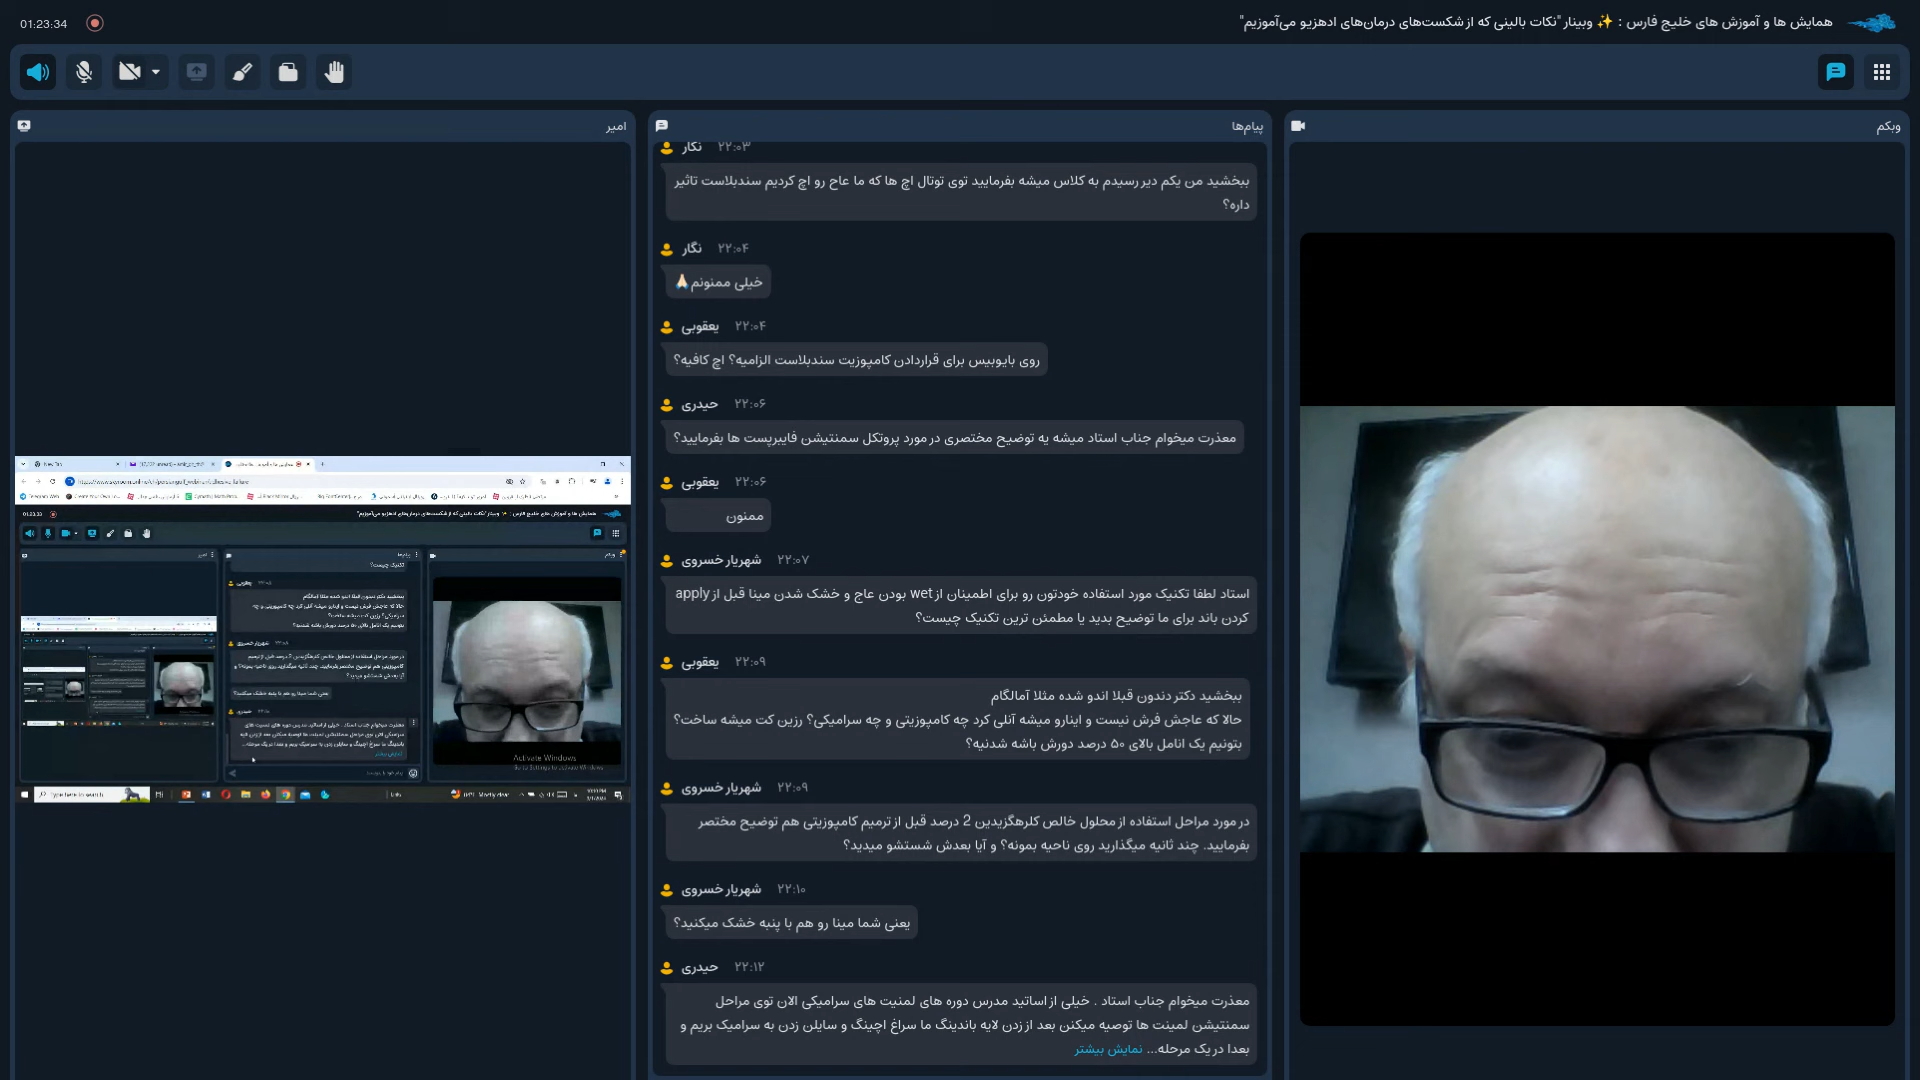 01:23:34
همایش ها و آموزش های خلیج فارس : ✨ وبینار "نکات بالینی که از شکست‌های درمان‌های ادهزیو می‌آموزیم"
امیر
پیام‌ها
وبکم
نگار ۲۲:۰۳
ببخشید من یکم دیر رسیدم به کلاس میشه بفرمایید توی توتال اچ ها که ما عاج رو اچ کردیم سندبلاست تاثیر
داره؟
نگار ۲۲:۰۴
خیلی ممنونم🙏🏻
یعقوبی ۲۲:۰۴
روی بایوبیس برای قراردادن کامپوزیت سندبلاست الزامیه؟ اچ کافیه؟
حیدری ۲۲:۰۶
معذرت میخوام جناب استاد میشه یه توضیح مختصری در مورد پروتکل سمنتیشن فایبرپست ها بفرمایید؟
یعقوبی ۲۲:۰۶
ممنون
شهریار خسروی ۲۲:۰۷
استاد لطفا تکنیک مورد استفاده خودتون رو برای اطمینان از wet بودن عاج و خشک شدن مینا قبل از apply
کردن باند برای ما توضیح بدید یا مطمئن ترین تکنیک چیست؟
یعقوبی ۲۲:۰۹
ببخشید دکتر دندون قبلا اندو شده مثلا آمالگام
حالا که عاجش فرش نیست و اینارو میشه آنلی کرد چه کامپوزیتی و چه سرامیکی؟ رزین کت میشه ساخت؟
بتونیم یک انامل بالای ۵۰ درصد دورش باشه شدنیه؟
شهریار خسروی ۲۲:۰۹
در مورد مراحل استفاده از محلول خالص کلرهگزیدین 2 درصد قبل از ترمیم کامپوزیتی هم توضیح مختصر
بفرمایید. چند ثانیه میگذارید روی ناحیه بمونه؟ و آیا بعدش شستشو میدید؟
شهریار خسروی ۲۲:۱۰
یعنی شما مینا رو هم با پنبه خشک میکنید؟
حیدری ۲۲:۱۲
معذرت میخوام جناب استاد . خیلی از اساتید مدرس دوره های لمنیت های سرامیکی الان توی مراحل
سمنتیشن لمینت ها توصیه میکنن بعد از زدن لایه باندینگ ما سراغ اچینگ و سایلن زدن به سرامیک بریم و
بعدا در یک مرحله... نمایش بیشتر
Activate Windows
Type here to search